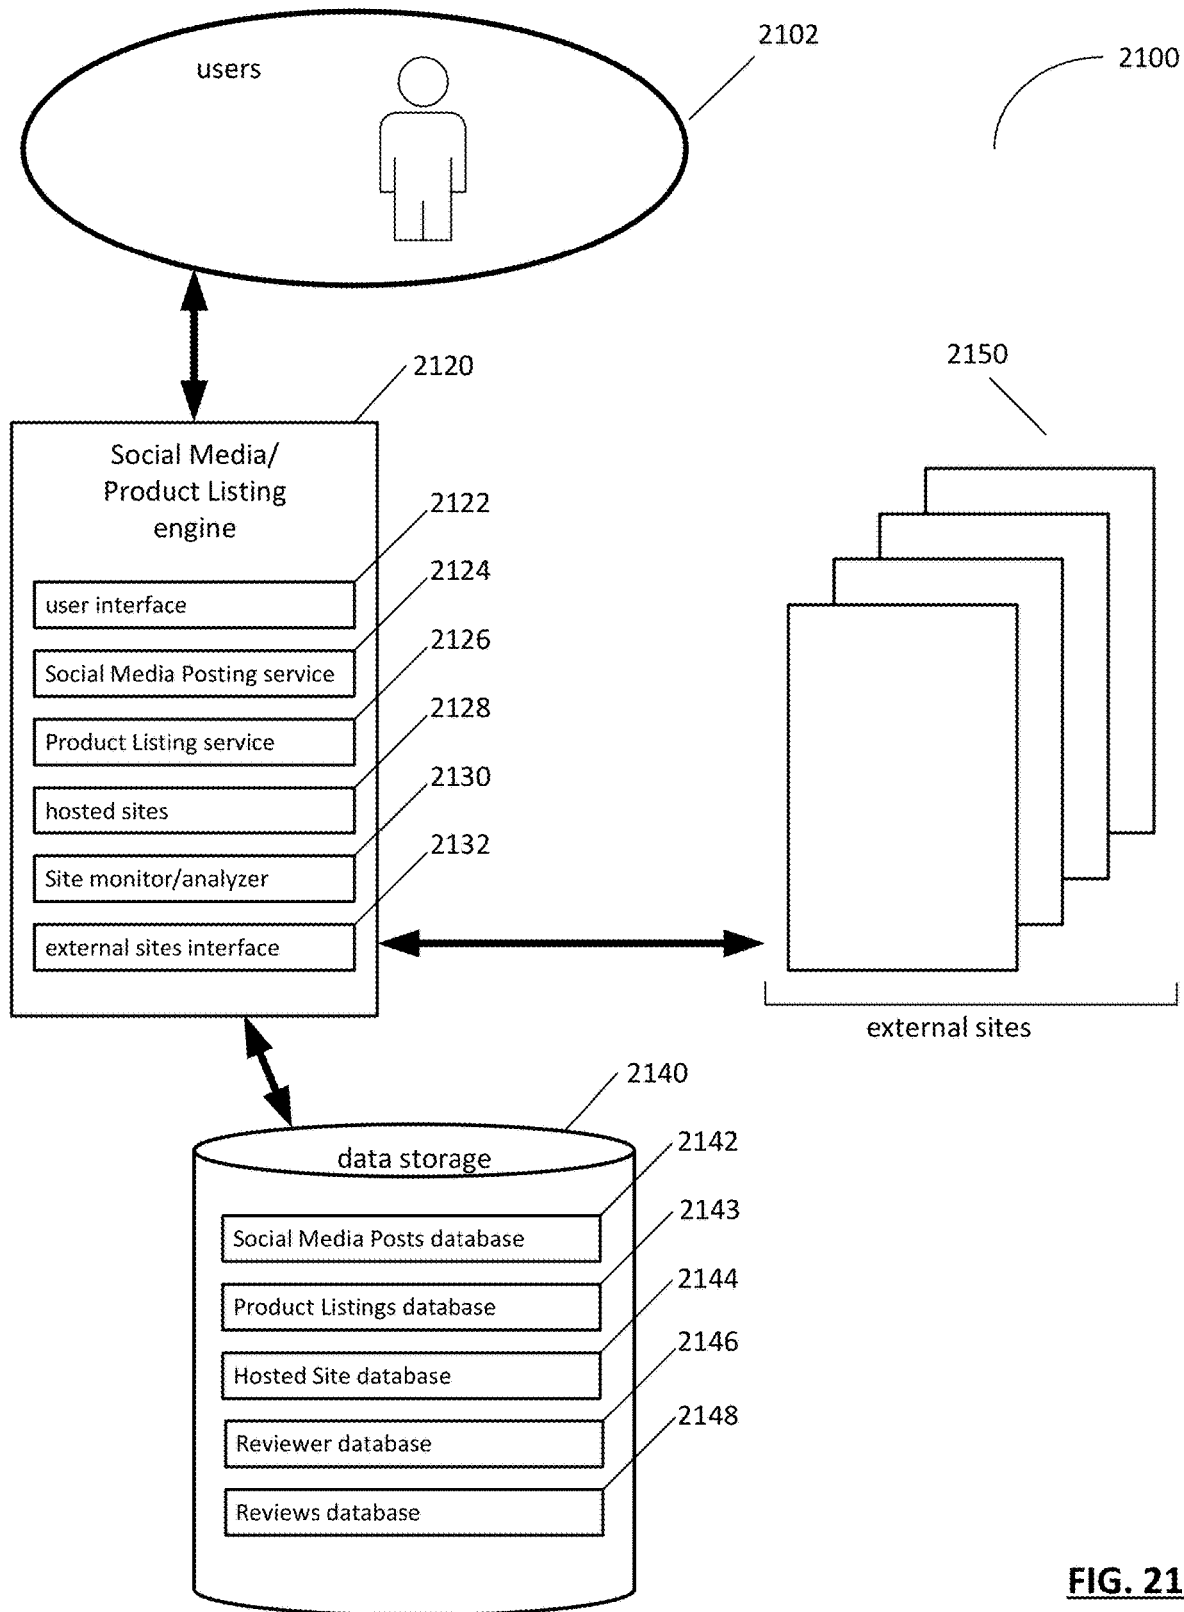 users
2102
2100
2120
2150
Social Media/
Product Listing
engine
2122
user interface
2124
Social Media Posting service
2126
Product Listing service
2128
hosted sites
2130
Site monitor/analyzer
2132
external sites interface
external sites
2140
data storage
2142
Social Media Posts database
2143
Product Listings database
2144
Hosted Site database
2146
Reviewer database
2148
Reviews database
FIG. 21